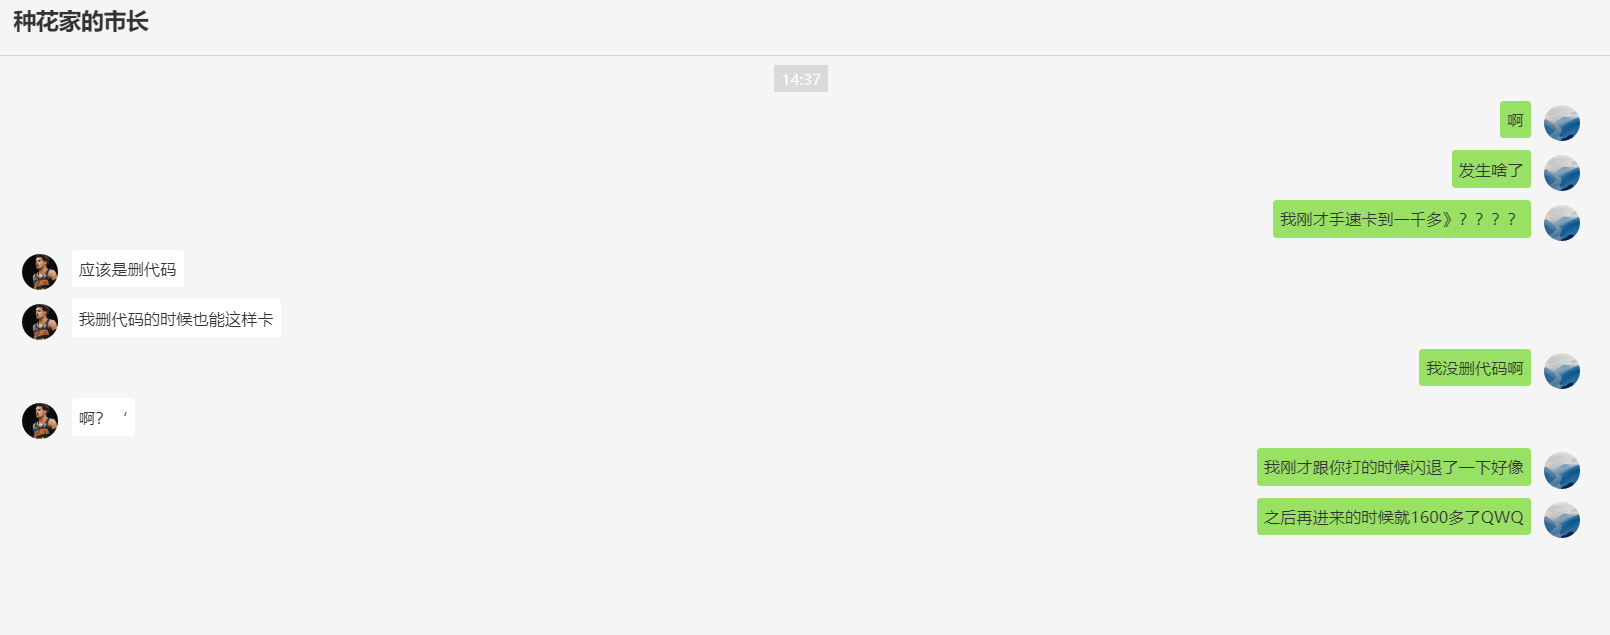 种花家的市长
14:37
啊
发生啥了
我刚才手速卡到一千多》？？？？
应该是删代码
我删代码的时候也能这样卡
我没删代码啊
啊？ ‘
我刚才跟你打的时候闪退了一下好像
之后再进来的时候就1600多了QWQ